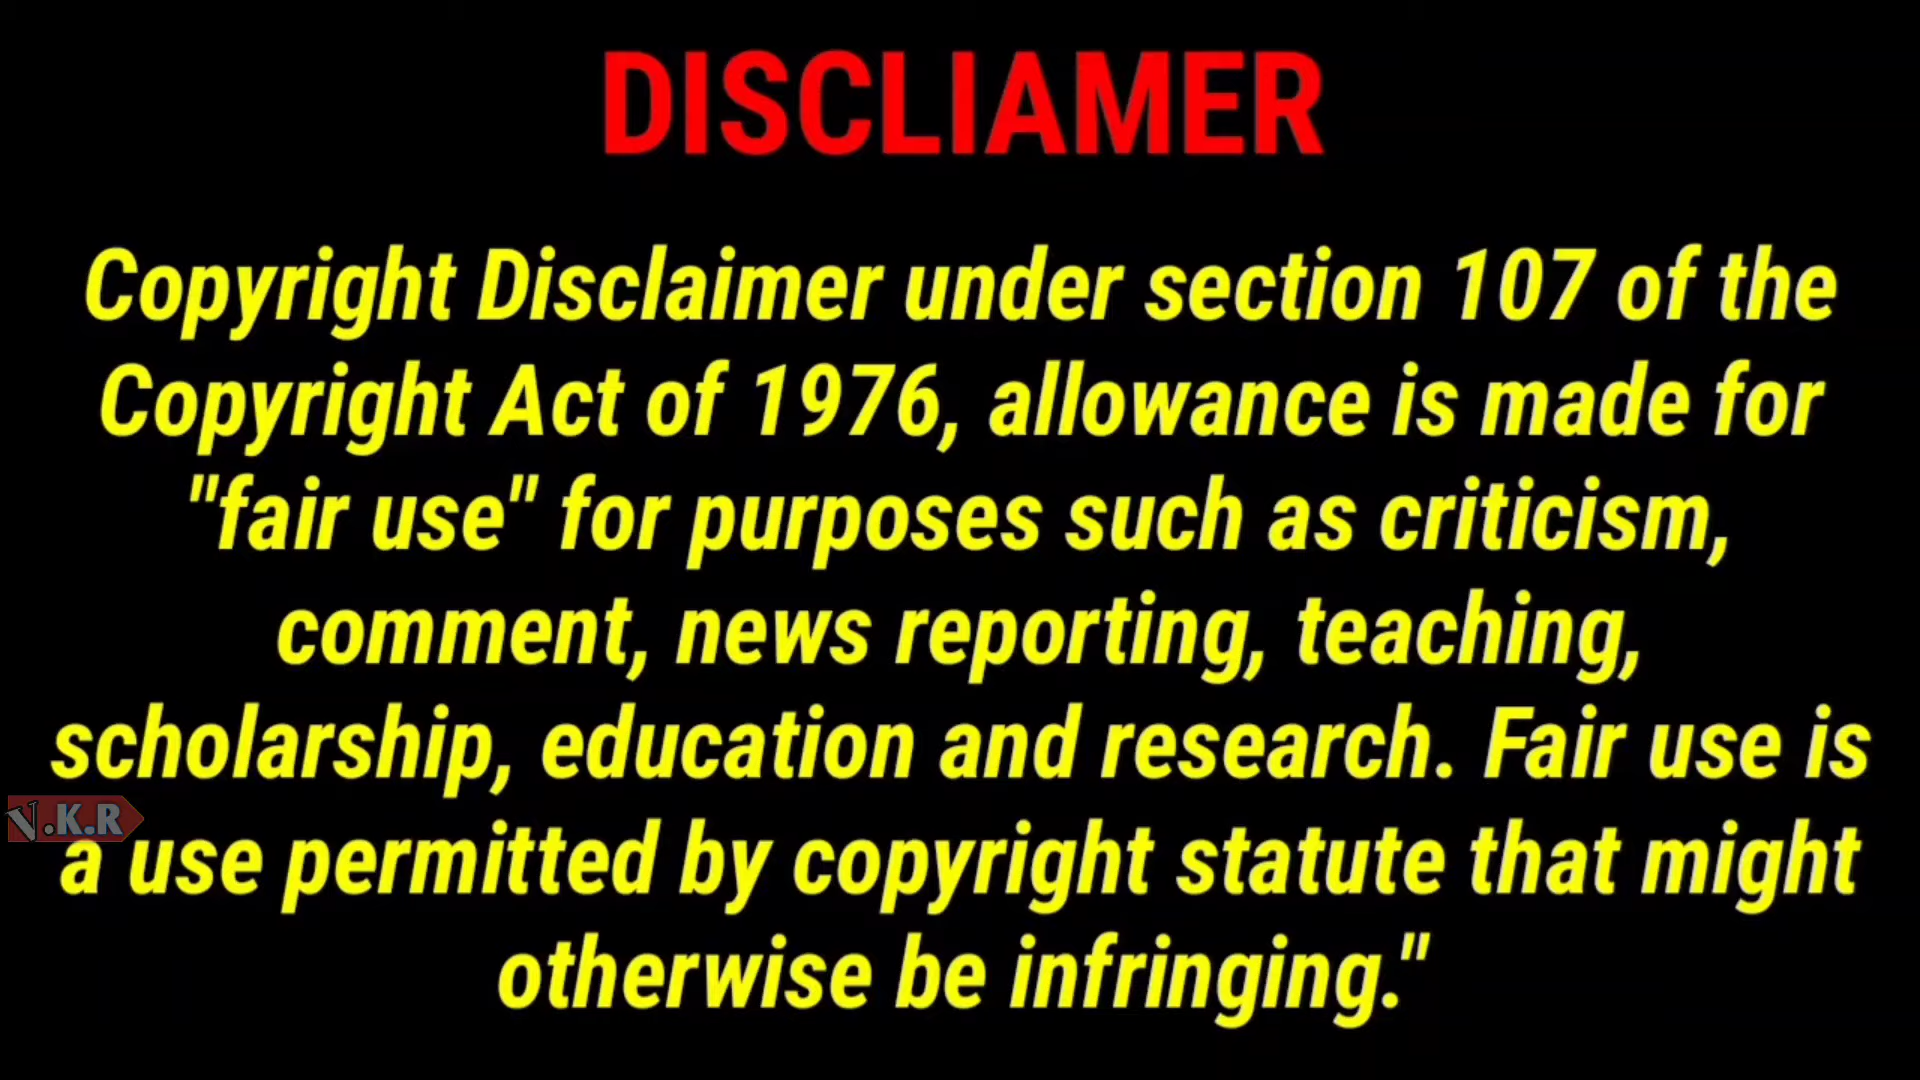 DISCLIAMER
Copyright Disclaimer under section 107 of the
Copyright Act of 1976, allowance is made for
"fair use" for purposes such as criticism,
comment, news reporting, teaching,
scholarship, education and research. Fair use is
V.K.R
a use permitted by copyright statute that might
otherwise be infringing."